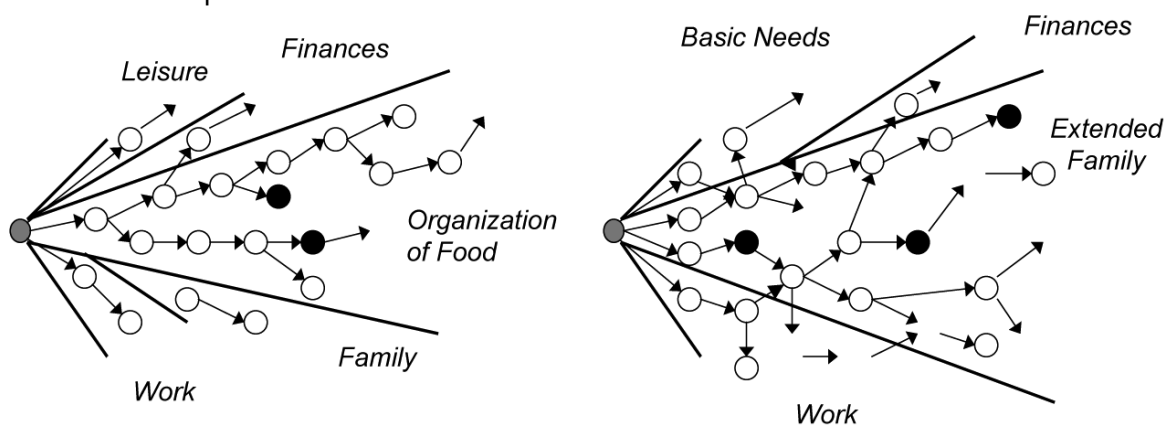 Leisure
Finances
Organization
of Food
Family
Work
Basic Needs
Finances
Extended
Family
Work